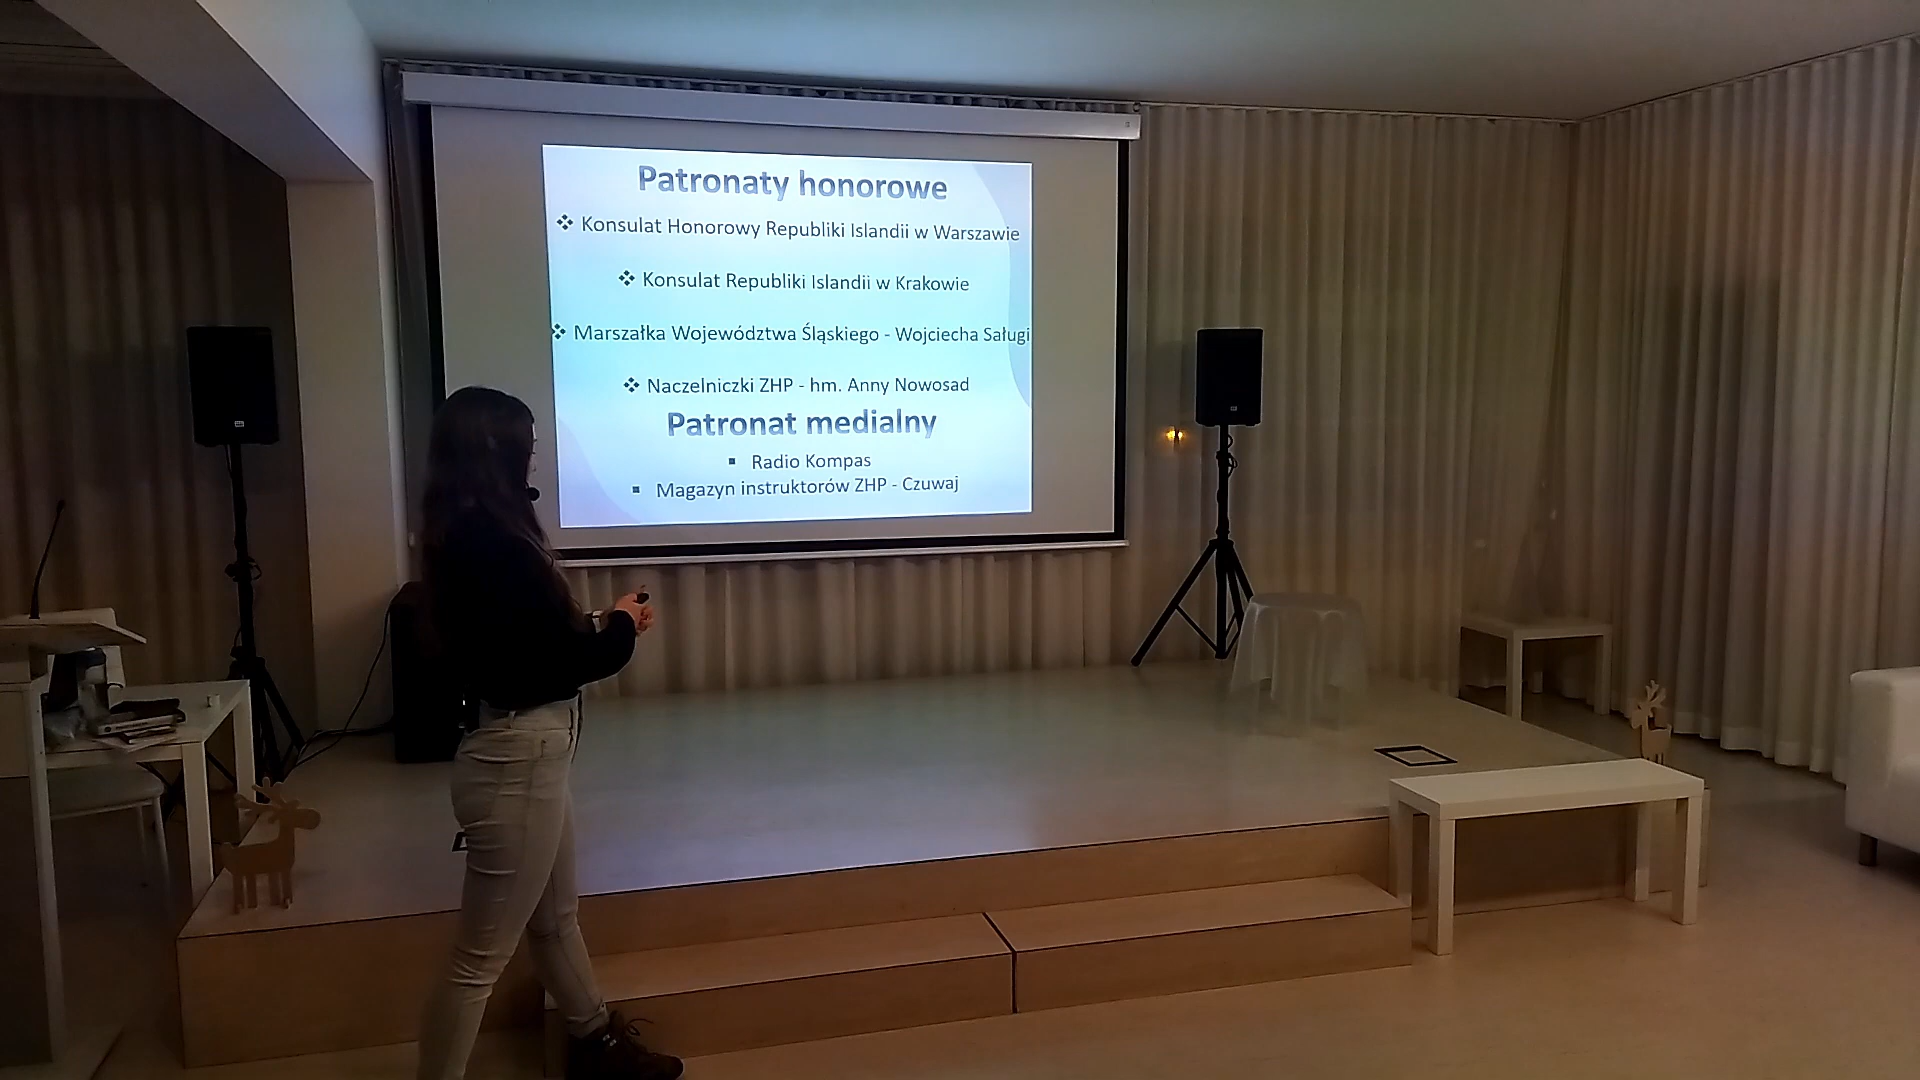 Patronaty honorowe
❖ Konsulat Honorowy Republiki Islandii w Warszawie
❖ Konsulat Republiki Islandii w Krakowie
❖ Marszałka Województwa Śląskiego - Wojciecha Saługi
❖ Naczelniczki ZHP - hm. Anny Nowosad
Patronat medialny
▪ Radio Kompas
▪ Magazyn instruktorów ZHP - Czuwaj